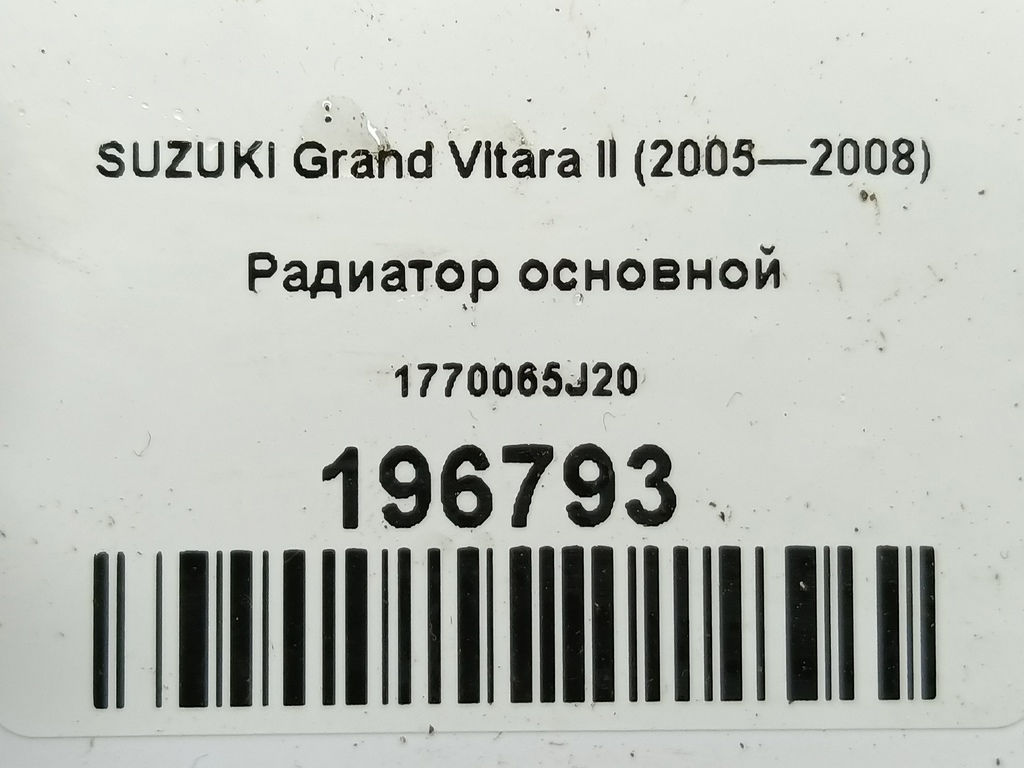 SUZUKI Grand Vitara II (2005—2008)
Радиатор основной
1770065J20
196793